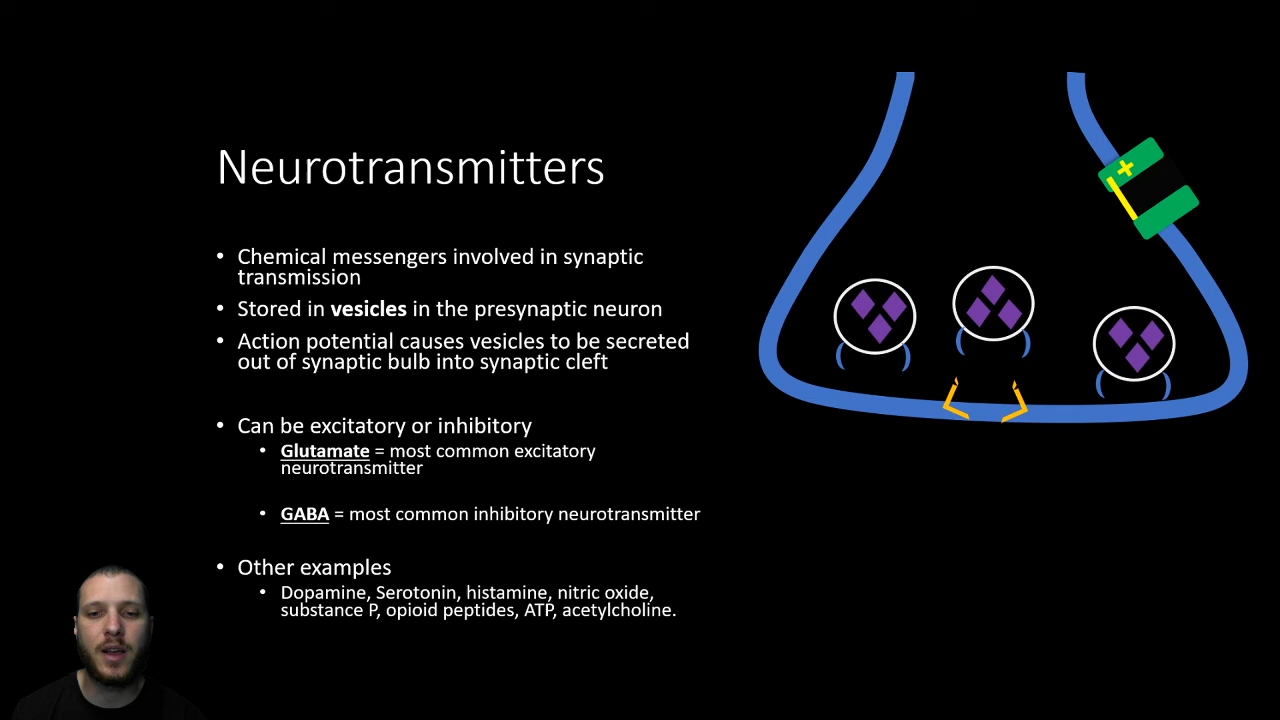 Neurotransmitters
• Chemical messengers involved in synaptic
transmission
• Stored in vesicles in the presynaptic neuron
• Action potential causes vesicles to be secreted
out of synaptic bulb into synaptic cleft
• Can be excitatory or inhibitory
• Glutamate = most common excitatory
neurotransmitter
• GABA = most common inhibitory neurotransmitter
• Other examples
• Dopamine, Serotonin, histamine, nitric oxide,
substance P, opioid peptides, ATP, acetylcholine.
+